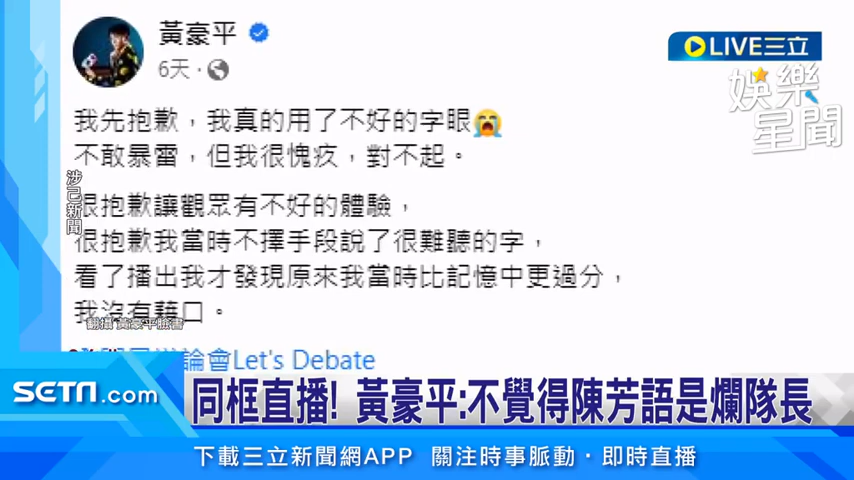 黃豪平
6天
LIVE三立
娛樂
星聞
我先抱歉，我真的用了不好的字眼
不敢暴雷，但我很愧疚，對不起。
很抱歉讓觀眾有不好的體驗，
很抱歉我當時不擇手段說了很難聽的字，
看了播出我才發現原來我當時比記憶中更過分，
我沒有藉口。
涉己新聞
翻攝 黃豪平臉書
論會Let's Debate
SETN.com
同框直播! 黃豪平:不覺得陳芳語是爛隊長
下載三立新聞網APP 關注時事脈動・即時直播